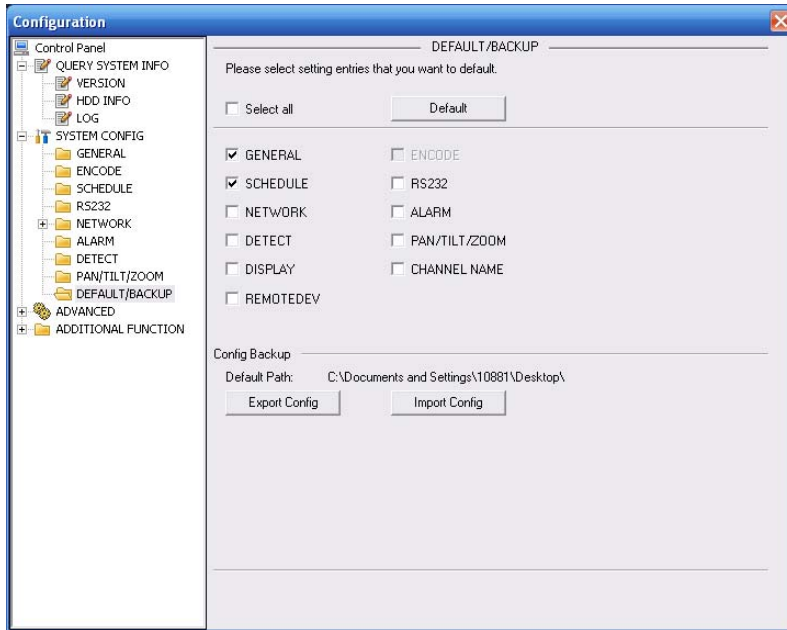 Configuration
Control Panel
QUERY SYSTEM INFO
VERSION
HDD INFO
LOG
SYSTEM CONFIG
GENERAL
ENCODE
SCHEDULE
RS232
NETWORK
ALARM
DETECT
PAN/TILT/ZOOM
DEFAULT/BACKUP
ADVANCED
ADDITIONAL FUNCTION
DEFAULT/BACKUP
Please select setting entries that you want to default.
Select all Default
GENERAL ENCODE
SCHEDULE RS232
NETWORK ALARM
DETECT PAN/TILT/ZOOM
DISPLAY CHANNEL NAME
REMOTEDEV
Config Backup
Default Path: C:\Documents and Settings\10881\Desktop\
Export Config Import Config